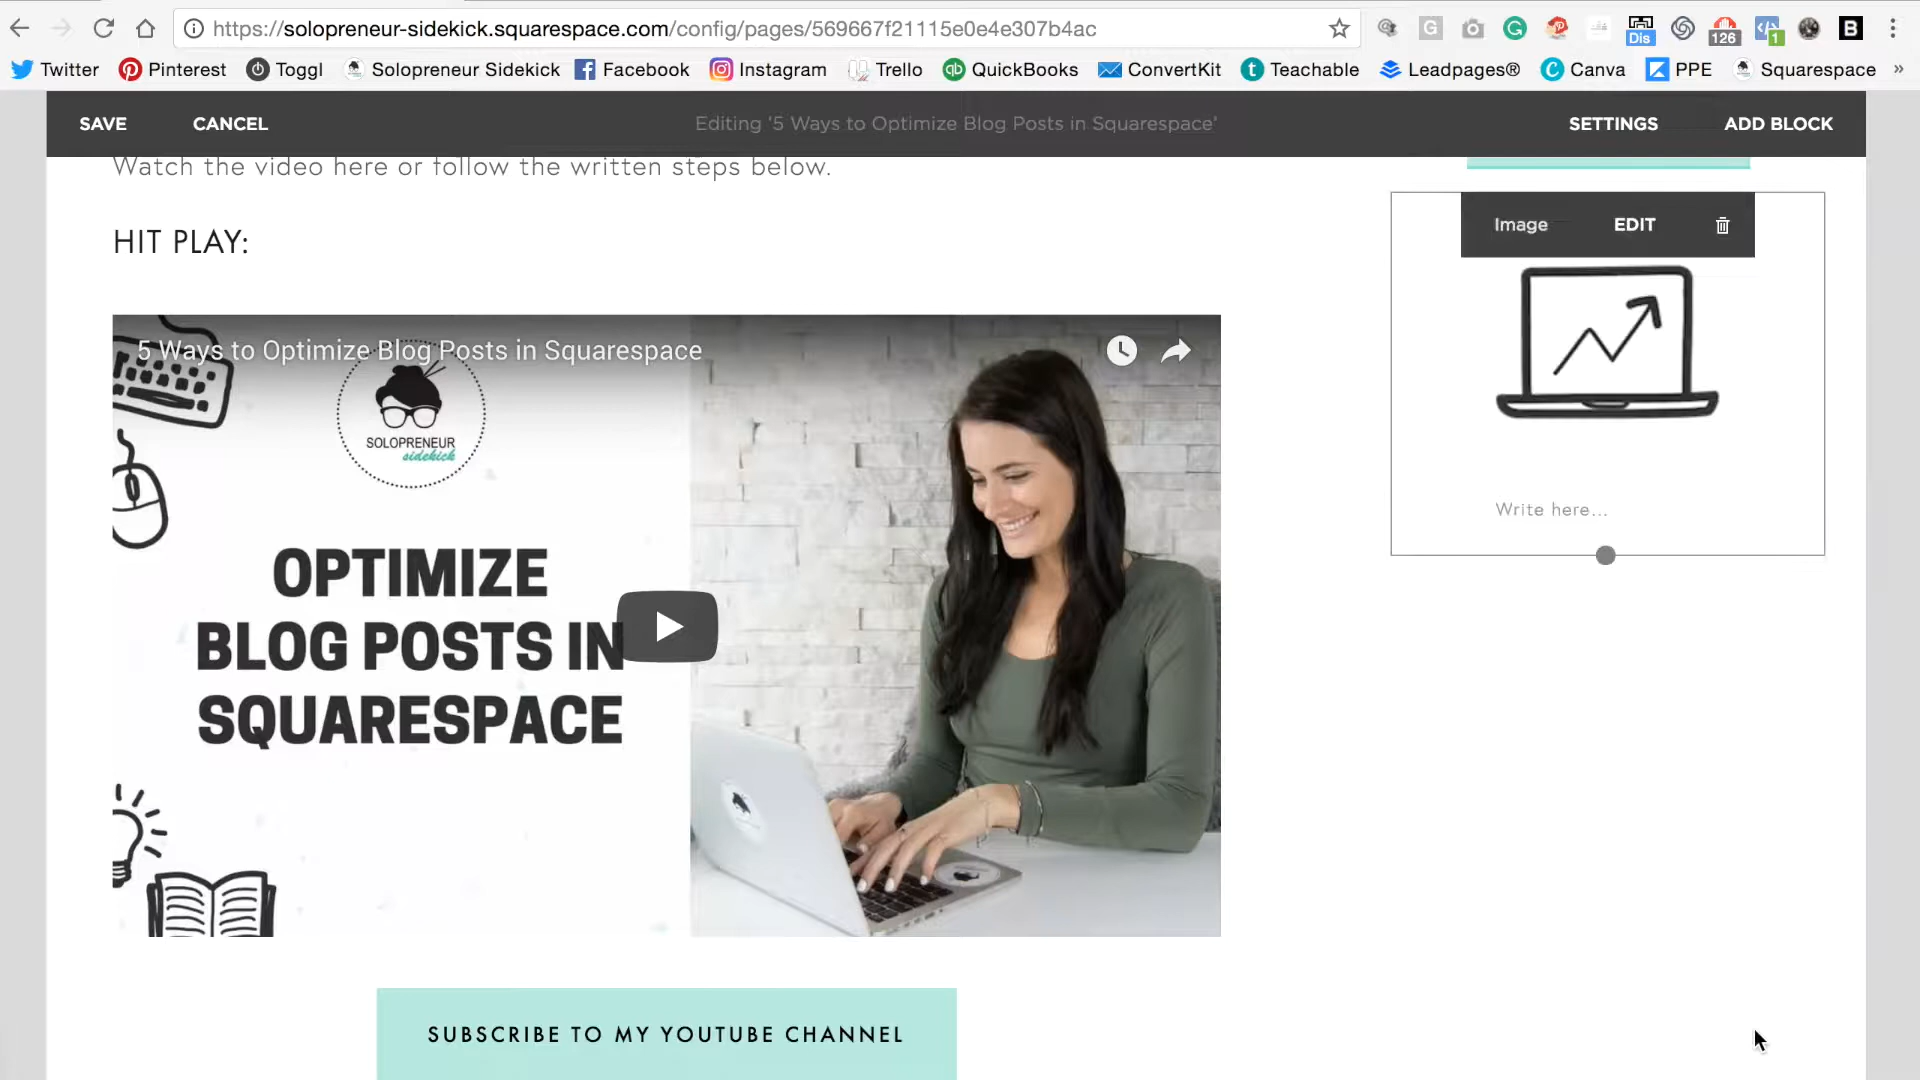 https://solopreneur-sidekick.squarespace.com/config/pages/569667f21115e0e4e307b4ac
G
G
Dis
126
1
B
Twitter Pinterest Toggl Solopreneur Sidekick Facebook Instagram Trello QuickBooks ConvertKit Teachable Leadpages® Canva PPE Squarespace »
SAVE CANCEL Editing '5 Ways to Optimize Blog Posts in Squarespace' SETTINGS ADD BLOCK
Watch the video here or follow the written steps below.
HIT PLAY:
Image EDIT
5 Ways to Optimize Blog Posts in Squarespace
SOLOPRENEUR
sidekick
OPTIMIZE
BLOG POSTS IN
SQUARESPACE
Write here...
SUBSCRIBE TO MY YOUTUBE CHANNEL